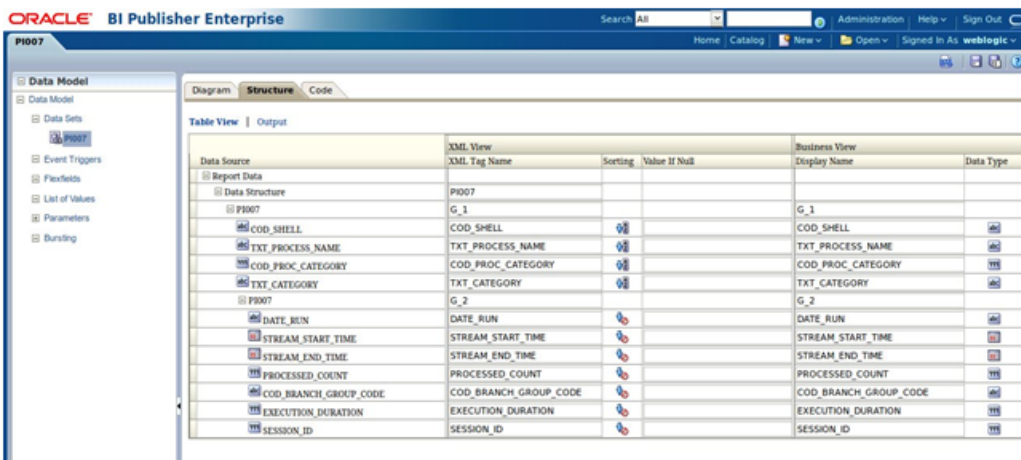 ORACLE BI Publisher Enterprise Search All Administration Help Sign Out
PI007 Home Catalog New Open Signed In As weblogic
Data Model
Diagram Structure Code
Data Model
Data Sets
Table View | Output
PI007
XML View Business View
Event Triggers
Data Source XML Tag Name Sorting Value If Null Display Name Data Type
Flexfields
Report Data
List of Values
Data Structure PI007
Parameters
PI007 G_1 G_1
Bursting
COD_SHELL COD_SHELL COD_SHELL
TXT_PROCESS_NAME TXT_PROCESS_NAME TXT_PROCESS_NAME
COD_PROC_CATEGORY COD_PROC_CATEGORY COD_PROC_CATEGORY
TXT_CATEGORY TXT_CATEGORY TXT_CATEGORY
PI007 G_2 G_2
DATE_RUN DATE_RUN DATE_RUN
STREAM_START_TIME STREAM_START_TIME STREAM_START_TIME
STREAM_END_TIME STREAM_END_TIME STREAM_END_TIME
PROCESSED_COUNT PROCESSED_COUNT PROCESSED_COUNT
COD_BRANCH_GROUP_CODE COD_BRANCH_GROUP_CODE COD_BRANCH_GROUP_CODE
EXECUTION_DURATION EXECUTION_DURATION EXECUTION_DURATION
SESSION_ID SESSION_ID SESSION_ID